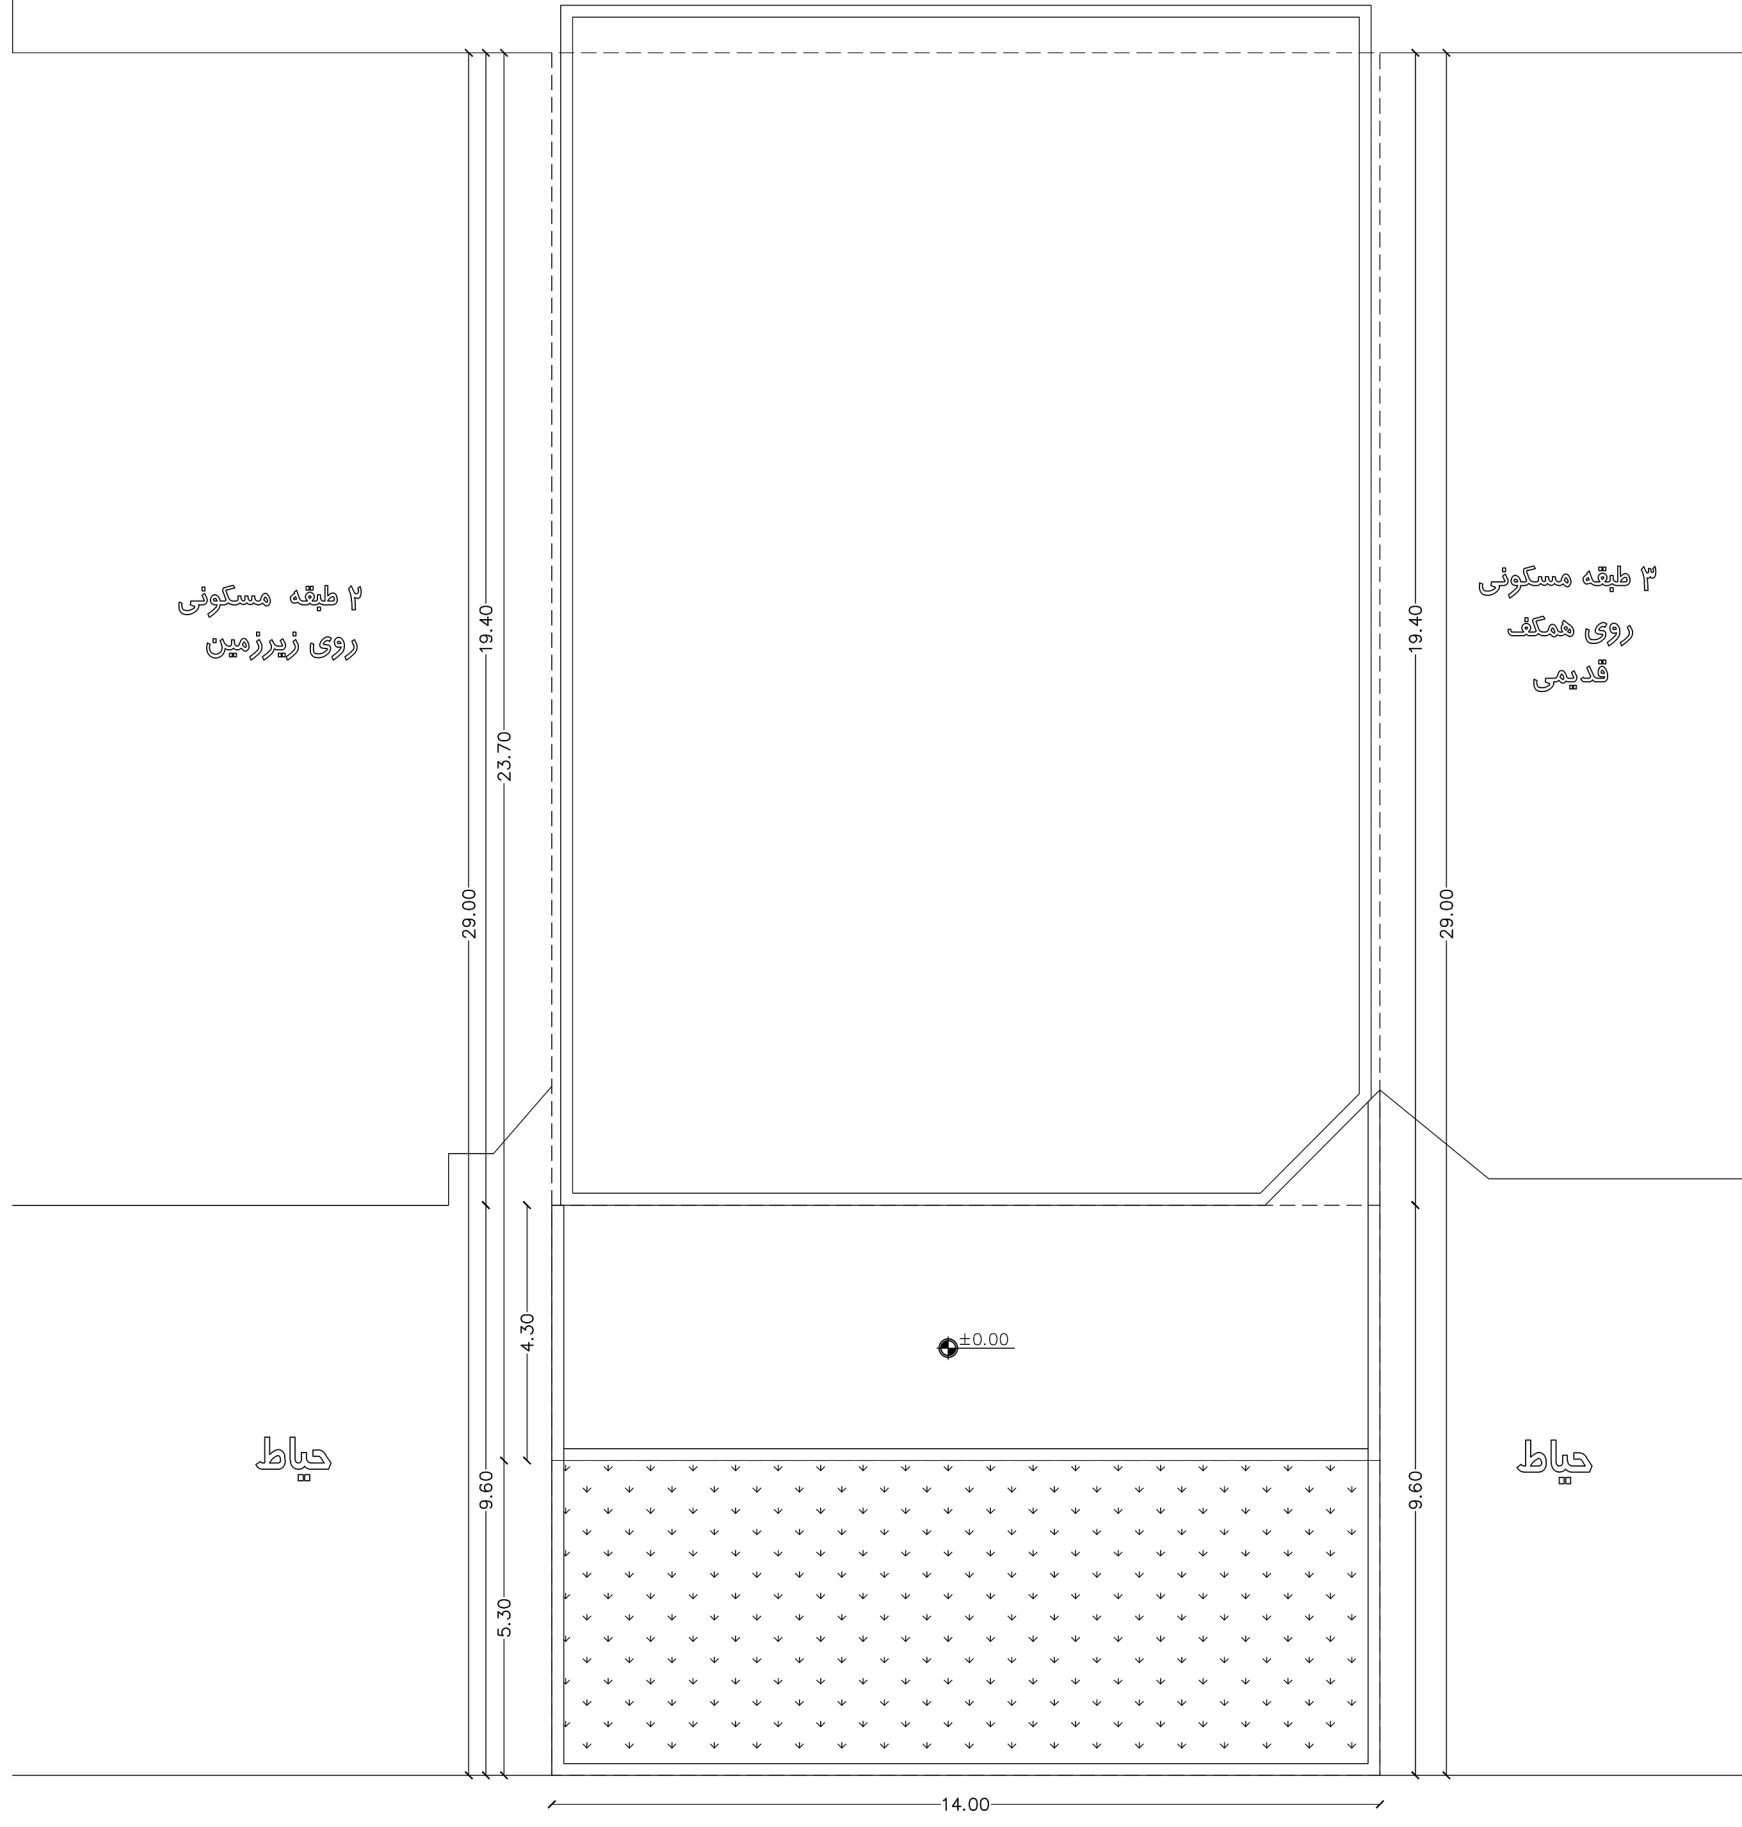 ۲ طبقه مسکونی
روی زیرزمین
۳ طبقه مسکونی
روی همکف
قدیمی
19.40
23.70
29.00
19.40
29.00
4.30
±0.00
حیاط
حیاط
9.60
9.60
5.30
14.00